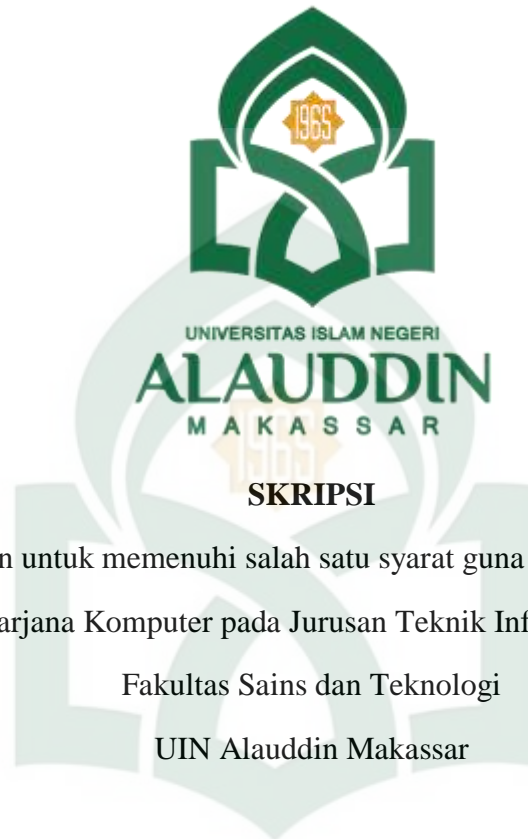 1965
UNIVERSITAS ISLAM NEGERI
ALAUDDIN
MAKASSAR
1965
SKRIPSI
untuk memenuhi salah satu syarat guna
Komputer pada Jurusan Teknik
Fakultas Sains dan Teknologi
UIN Alauddin Makassar